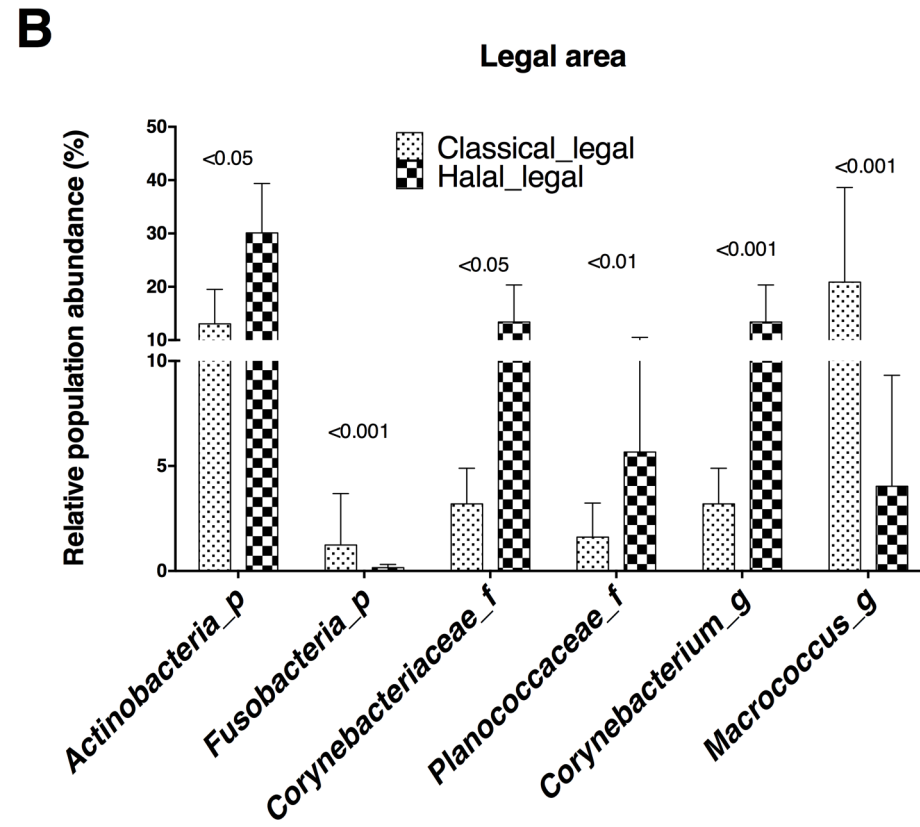 B
Legal area
Relative population abundance (%)
50
40
30
20
10
10
5
0
Classical_legal
Halal_legal
<0.05
<0.001
<0.05
<0.01
<0.001
<0.001
Actinobacteria_p
Fusobacteria_p
Corynebacteriaceae_f
Planococcaceae_f
Corynebacterium_g
Macrococcus_g